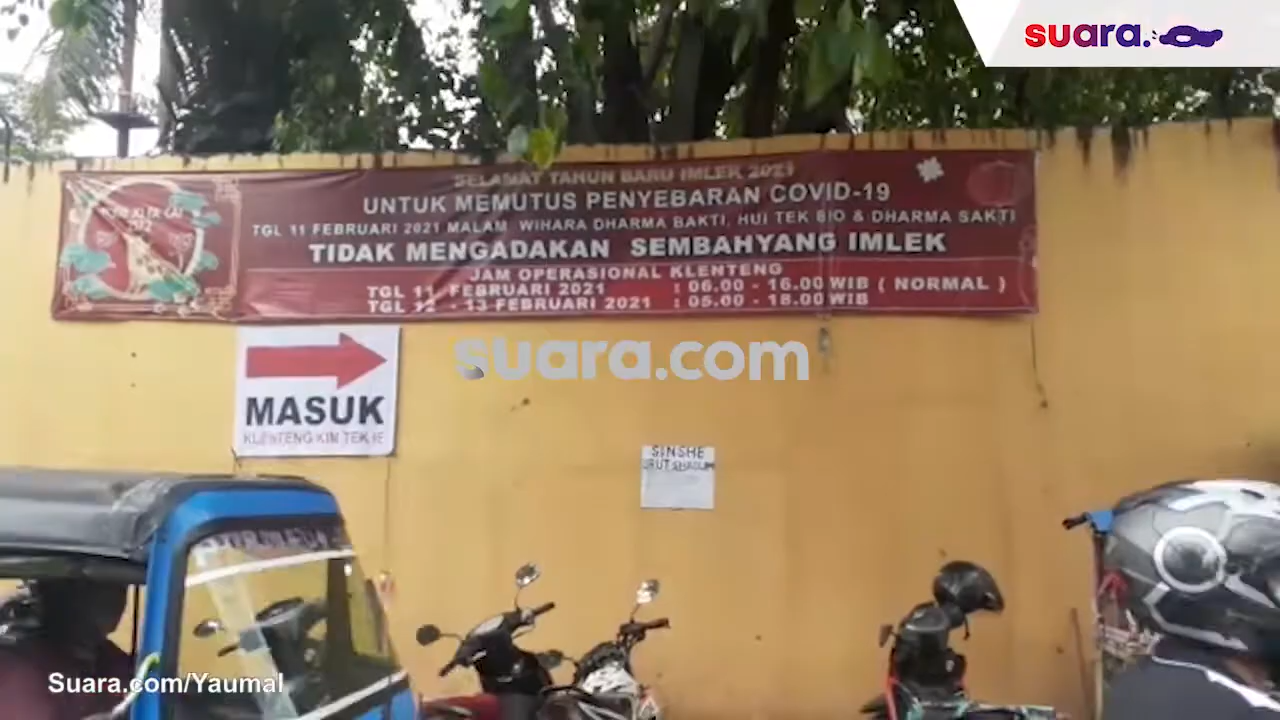 suara.
SELAMAT TAHUN BARU IMLEK 2021
UNTUK MEMUTUS PENYEBARAN COVID-19
TGL 11 FEBRUARI 2021 MALAM WIHARA DHARMA BAKTI, HUI TEK BIO & DHARMA SAKTI
TIDAK MENGADAKAN SEMBAHYANG IMLEK
JAM OPERASIONAL KLENTENG
TGL 11 FEBRUARI 2021 : 06.00 - 16.00 WIB ( NORMAL )
TGL 12 - 13 FEBRUARI 2021 : 05.00 - 18.00 WIB
suara.com
MASUK
KLENTENG KIM TEK IE
SINSHE
URUT
Suara.com/Yaumal